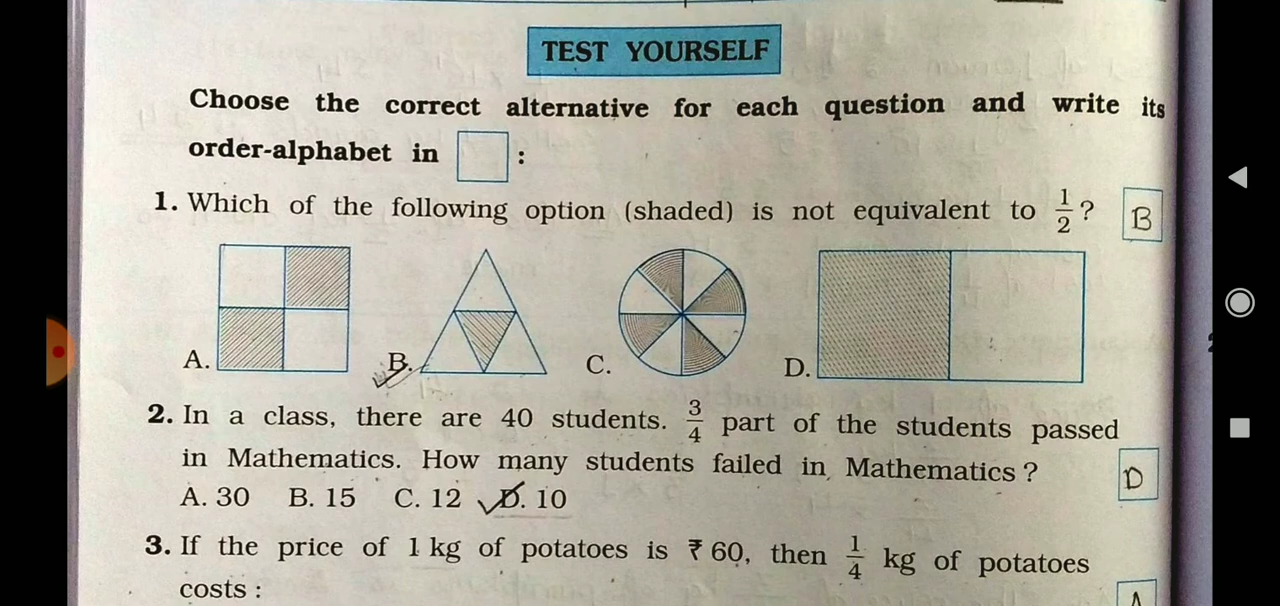 TEST YOURSELF
Choose the correct alternative for each question and write its
order-alphabet in :
1. Which of the following option (shaded) is not equivalent to 1/2? B
A. B. C. D.
2. In a class, there are 40 students. 3/4 part of the students passed
in Mathematics. How many students failed in Mathematics ? D
A. 30 B. 15 C. 12 D. 10
3. If the price of 1 kg of potatoes is ₹ 60, then 1/4 kg of potatoes
costs :